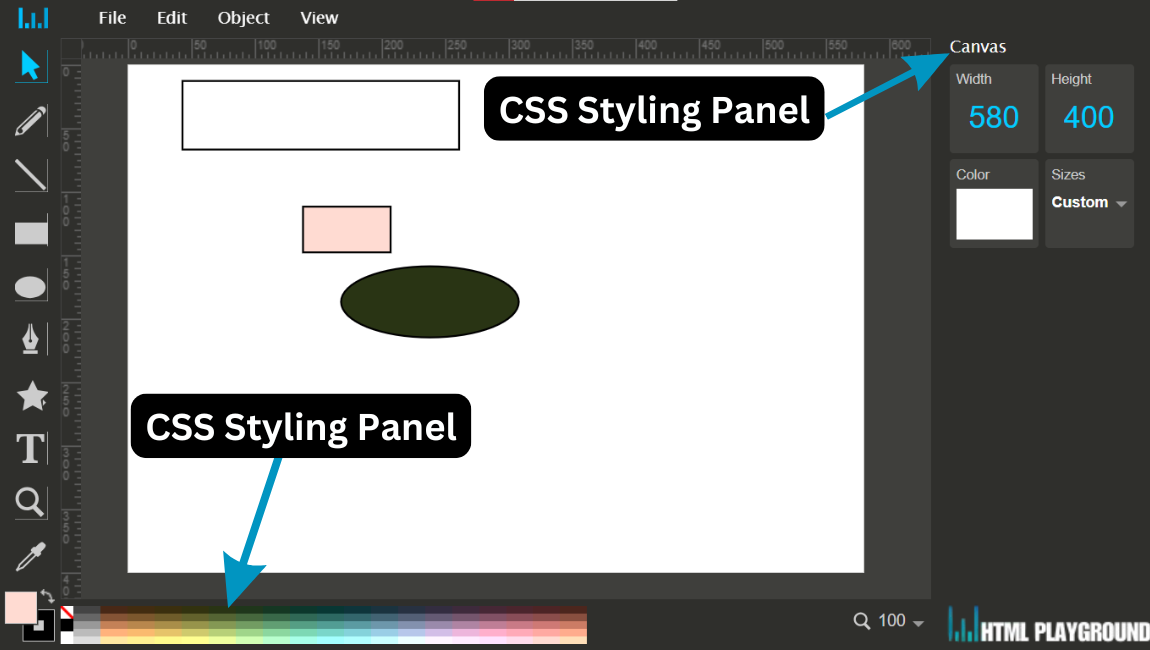 File Edit Object View
0 50 100 150 200 250 300 350 400 450 500 550 600
Canvas
Width Height
580 400
Color Sizes
Custom
CSS Styling Panel
0
50
100
150
200
250
300
350
40
T
CSS Styling Panel
100
HTML PLAYGROUND